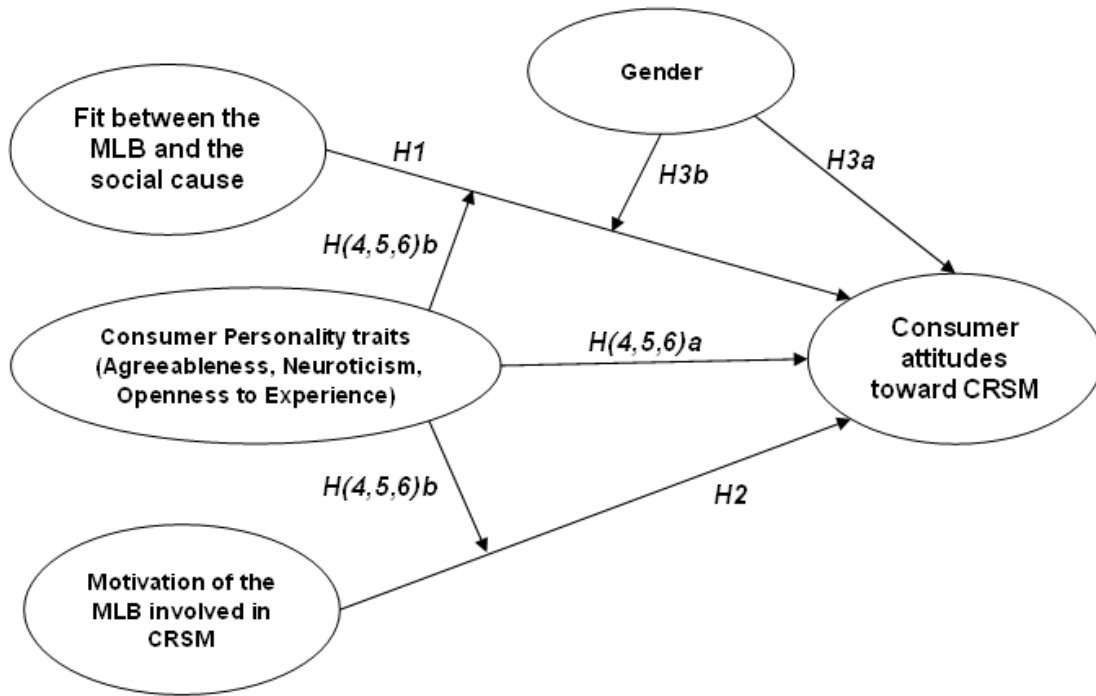 Gender
Fit between the
MLB and the
social cause
H1
H3b
H3a
H(4,5,6)b
Consumer Personality traits
(Agreeableness, Neuroticism,
Openness to Experience)
H(4,5,6)a
Consumer
attitudes
toward CRSM
H(4,5,6)b
H2
Motivation of the
MLB involved in
CRSM